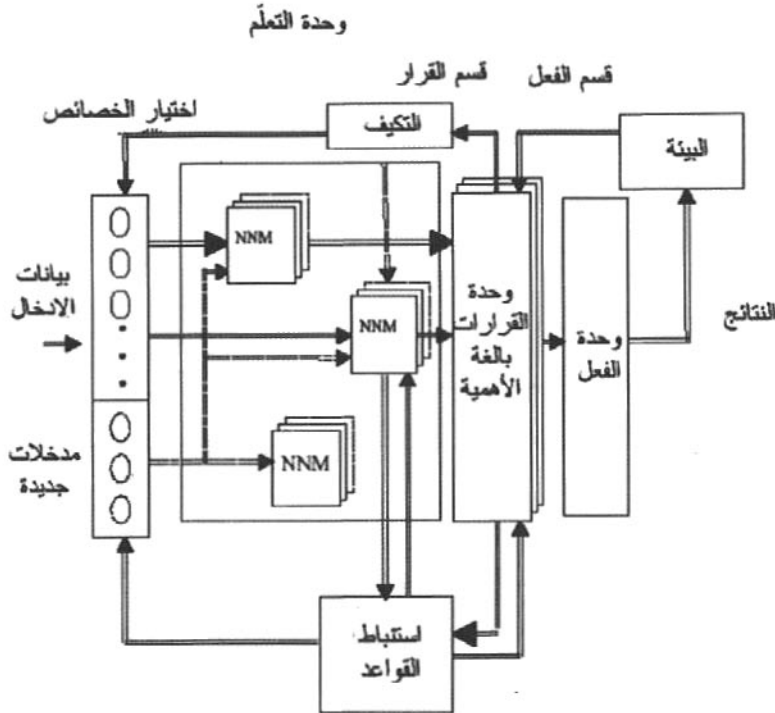 وحدة التعلّم
قسم القرار
قسم الفعل
اختيار الخصائص
التكيف
البيئة
NNM
بيانات
الادخال
NNM
وحدة
القرارات
بالغة
الأهمية
وحدة
الفعل
النتائج
مدخلات
جديدة
NNM
استنباط
القواعد